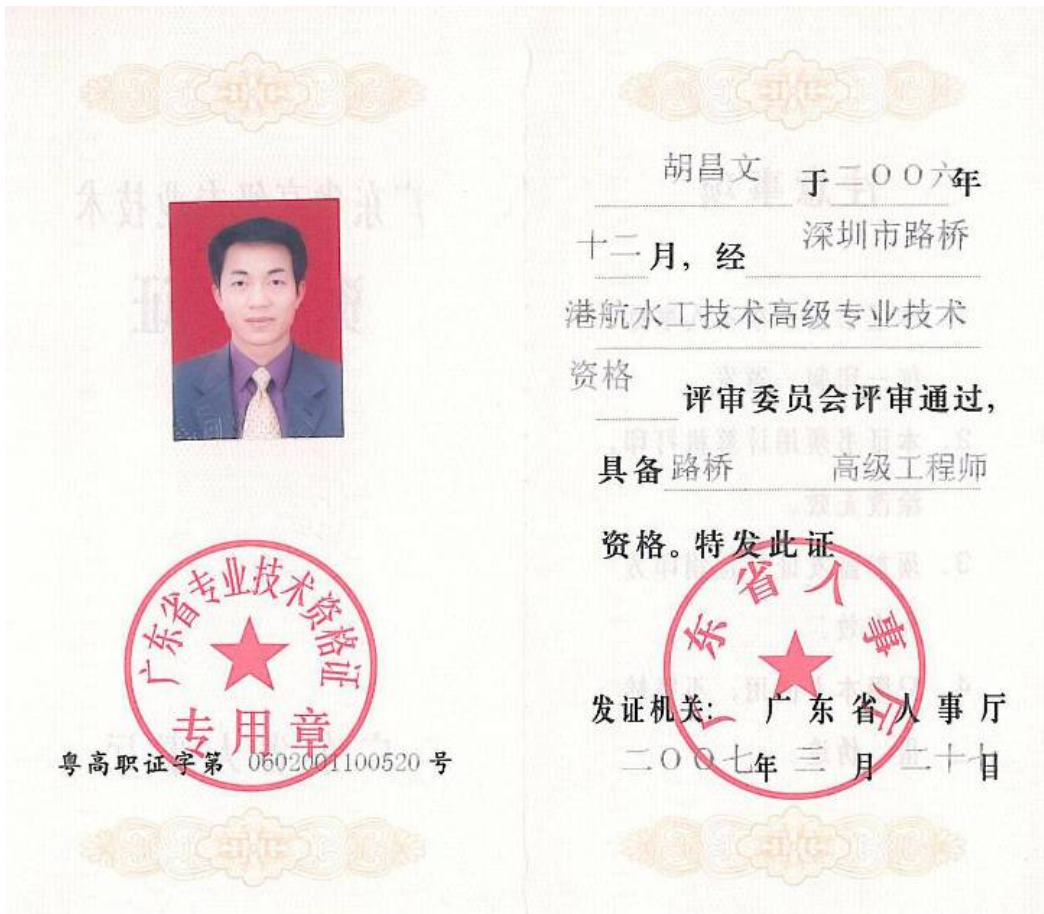 广东省专业技术资格证
专用章
粤高职证字第 0602001100520 号
胡昌文 于二〇〇六年
十二月，经 深圳市路桥
港航水工技术高级专业技术
资格 评审委员会评审通过，
具备 路桥 高级工程师
资格。特发此证
广东省人事厅
发证机关：广东省人事厅
二〇〇七年三月二十七日